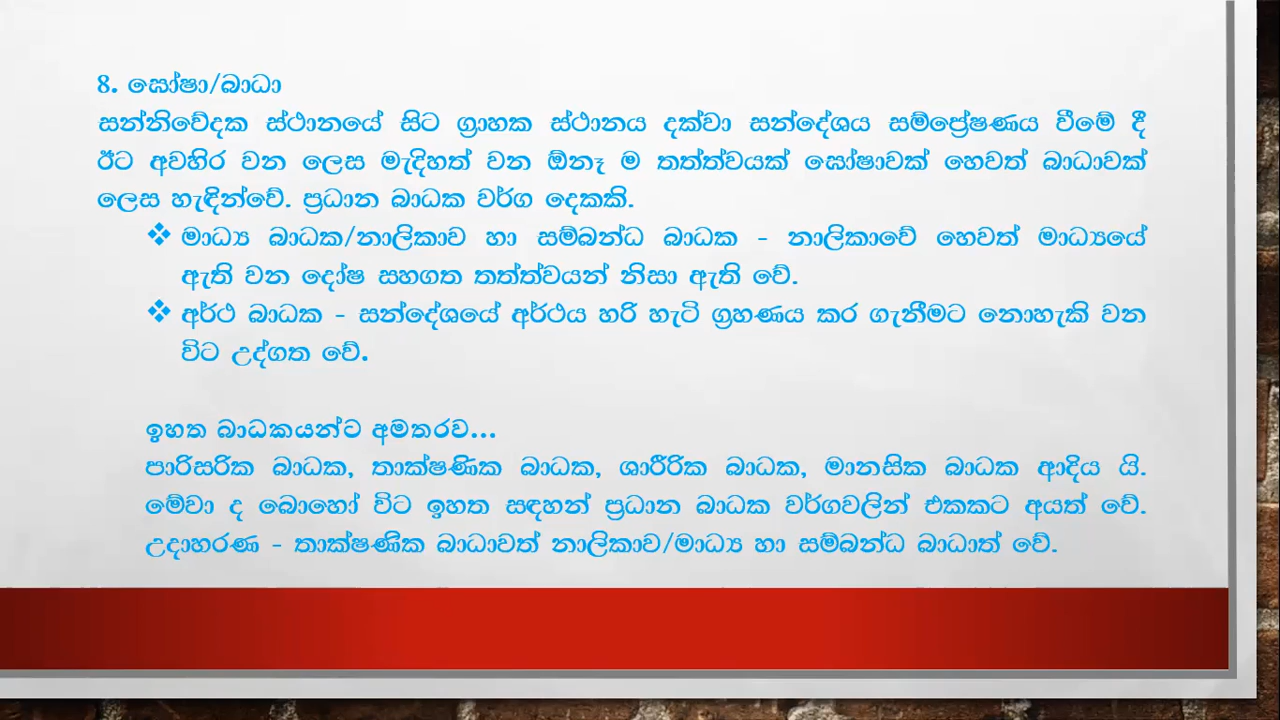 8. ඝෝෂා/බාධා
සන්නිවේදක ස්ථානයේ සිට ග්‍රාහක ස්ථානය දක්වා සන්දේශය සම්ප්‍රේෂණය වීමේ දී
ඊට අවහිර වන ලෙස මැදිහත් වන ඕනෑ ම තත්ත්වයක් ඝෝෂාවක් හෙවත් බාධාවක්
ලෙස හැඳින්වේ. ප්‍රධාන බාධක වර්ග දෙකකි.
❖ මාධ්‍ය බාධක/නාලිකාව හා සම්බන්ධ බාධක - නාලිකාවේ හෙවත් මාධ්‍යයේ
ඇති වන දෝෂ සහගත තත්ත්වයන් නිසා ඇති වේ.
❖ අර්ථ බාධක - සන්දේශයේ අර්ථය හරි හැටි ග්‍රහණය කර ගැනීමට නොහැකි වන
විට උද්ගත වේ.
ඉහත බාධකයන්ට අමතරව...
පාරිසරික බාධක, තාක්ෂණික බාධක, ශාරීරික බාධක, මානසික බාධක ආදිය යි.
මේවා ද බොහෝ විට ඉහත සඳහන් ප්‍රධාන බාධක වර්ගවලින් එකකට අයත් වේ.
උදාහරණ - තාක්ෂණික බාධාවත් නාලිකාව/මාධ්‍ය හා සම්බන්ධ බාධාත් වේ.